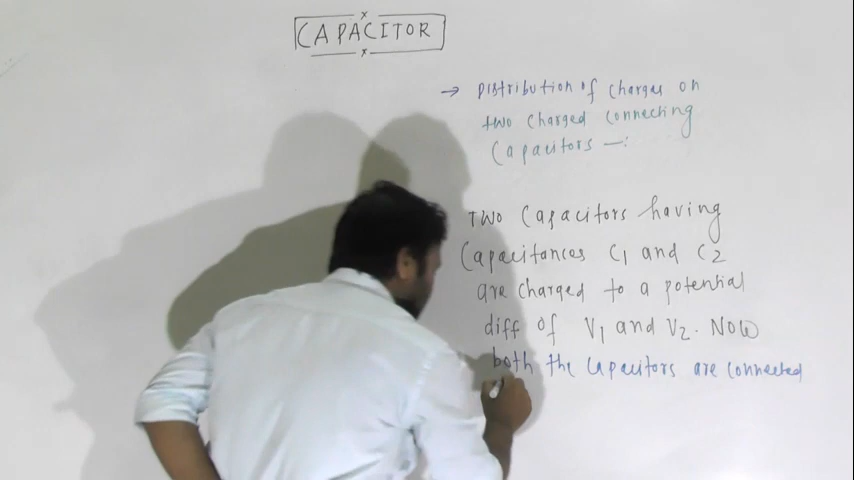 CAPACITOR
→ Distribution of charges on
two charged connecting
Capacitors —:
Two Capacitors having
Capacitances C1 and C2
are charged to a potential
diff of V1 and V2. Now
both the capacitors are connected